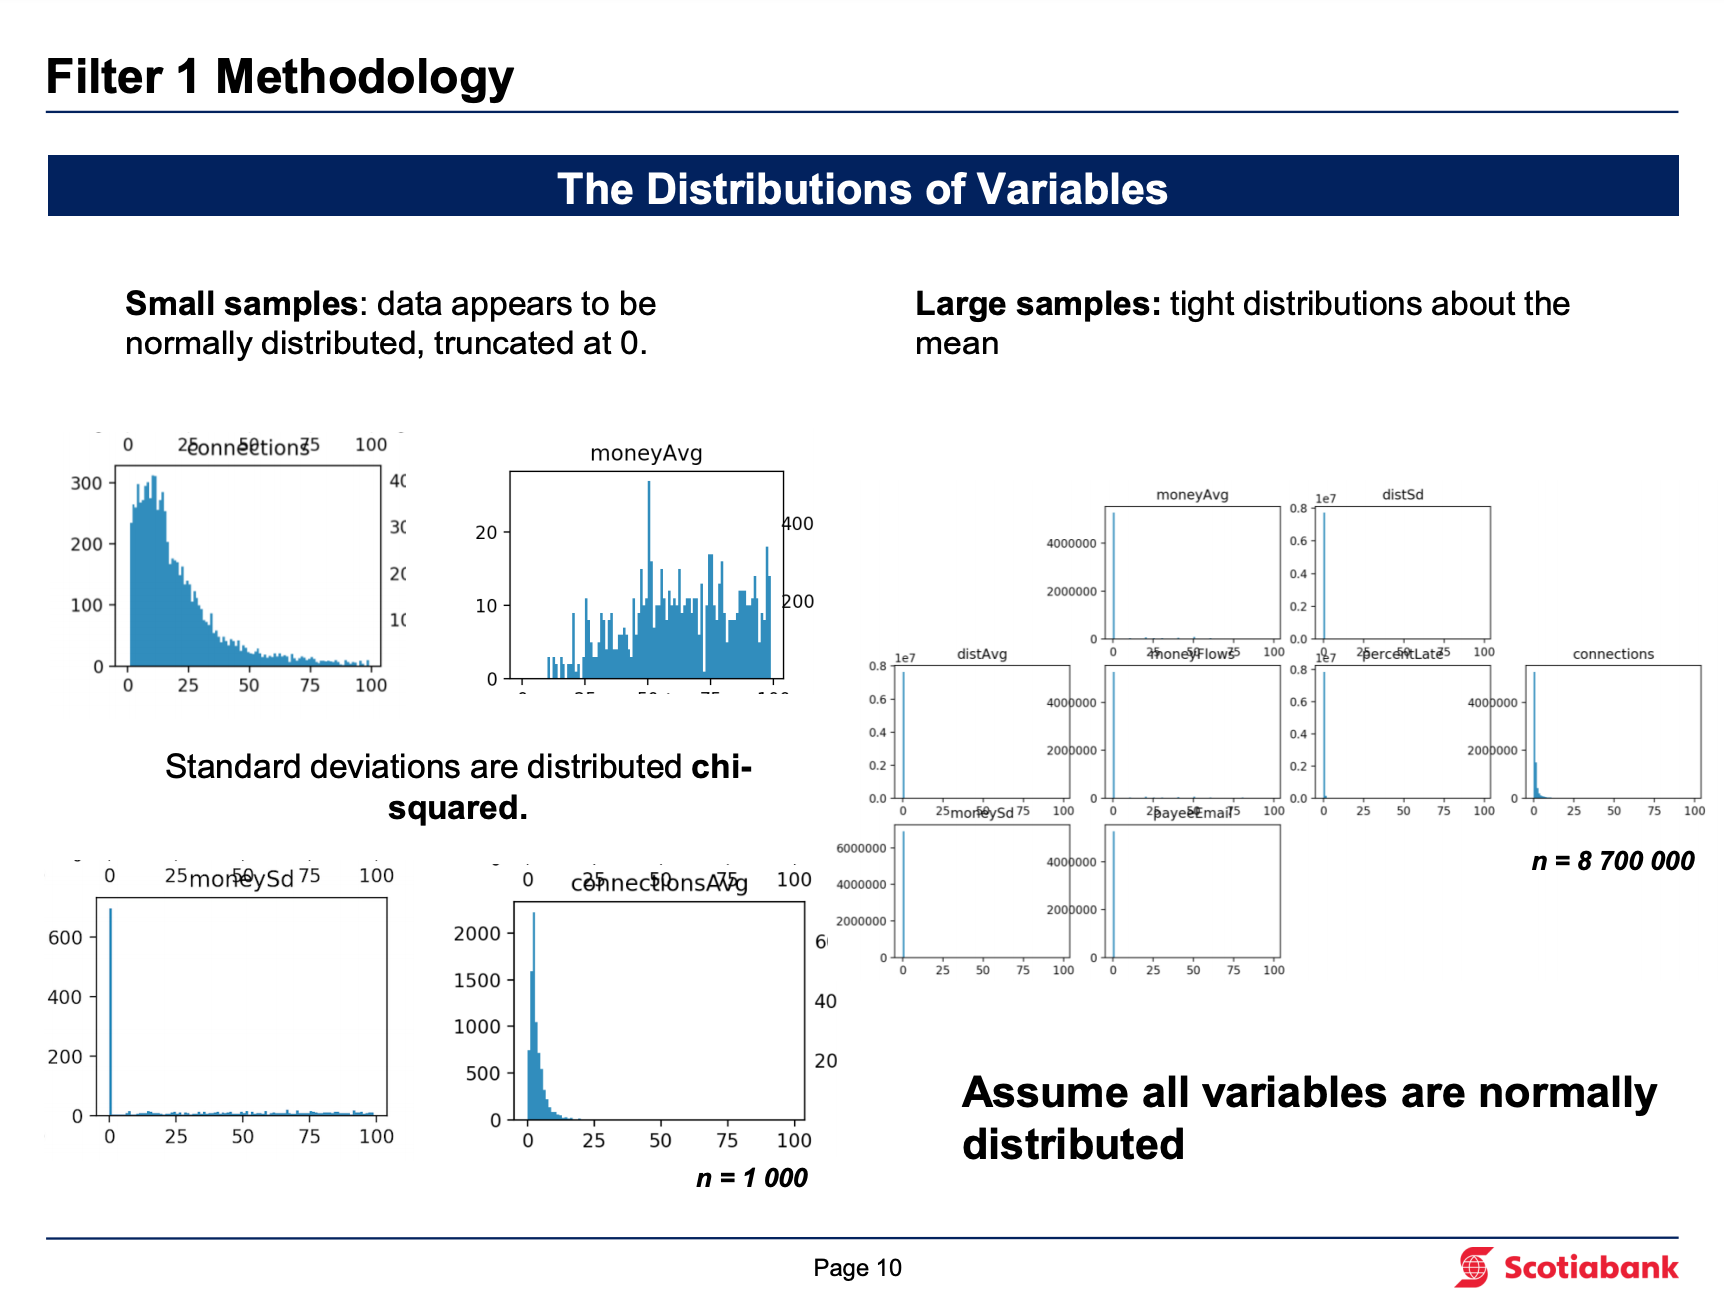 Filter 1 Methodology
The Distributions of Variables
Small samples: data appears to be
normally distributed, truncated at 0.
Large samples: tight distributions about the
mean
0 25 50 75 100
connections
300
200
100
0
0 25 50 75 100
40
30
20
10
moneyAvg
20
10
0
400
200
Standard deviations are distributed chi-
squared.
0 25 50 75 100
moneySd
600
400
200
0
0 25 50 75 100
0 25 50 75 100
connectionsAvg
2000
1500
1000
500
0
0 25 50 75 100
40
20
n = 1 000
moneyAvg
4000000
2000000
0
0 25 50 75 100
distSd
1e7
0.8
0.6
0.4
0.2
0.0
0 25 50 75 100
distAvg
1e7
0.8
0.6
0.4
0.2
0.0
0 25 50 75 100
moneyFlows
4000000
2000000
0
0 25 50 75 100
percentLate
1e7
0.8
0.6
0.4
0.2
0.0
0 25 50 75 100
connections
4000000
2000000
0
0 25 50 75 100
moneySd
6000000
4000000
2000000
0
0 25 50 75 100
payeeEmail
4000000
2000000
0
0 25 50 75 100
n = 8 700 000
Assume all variables are normally
distributed
Page 10
Scotiabank